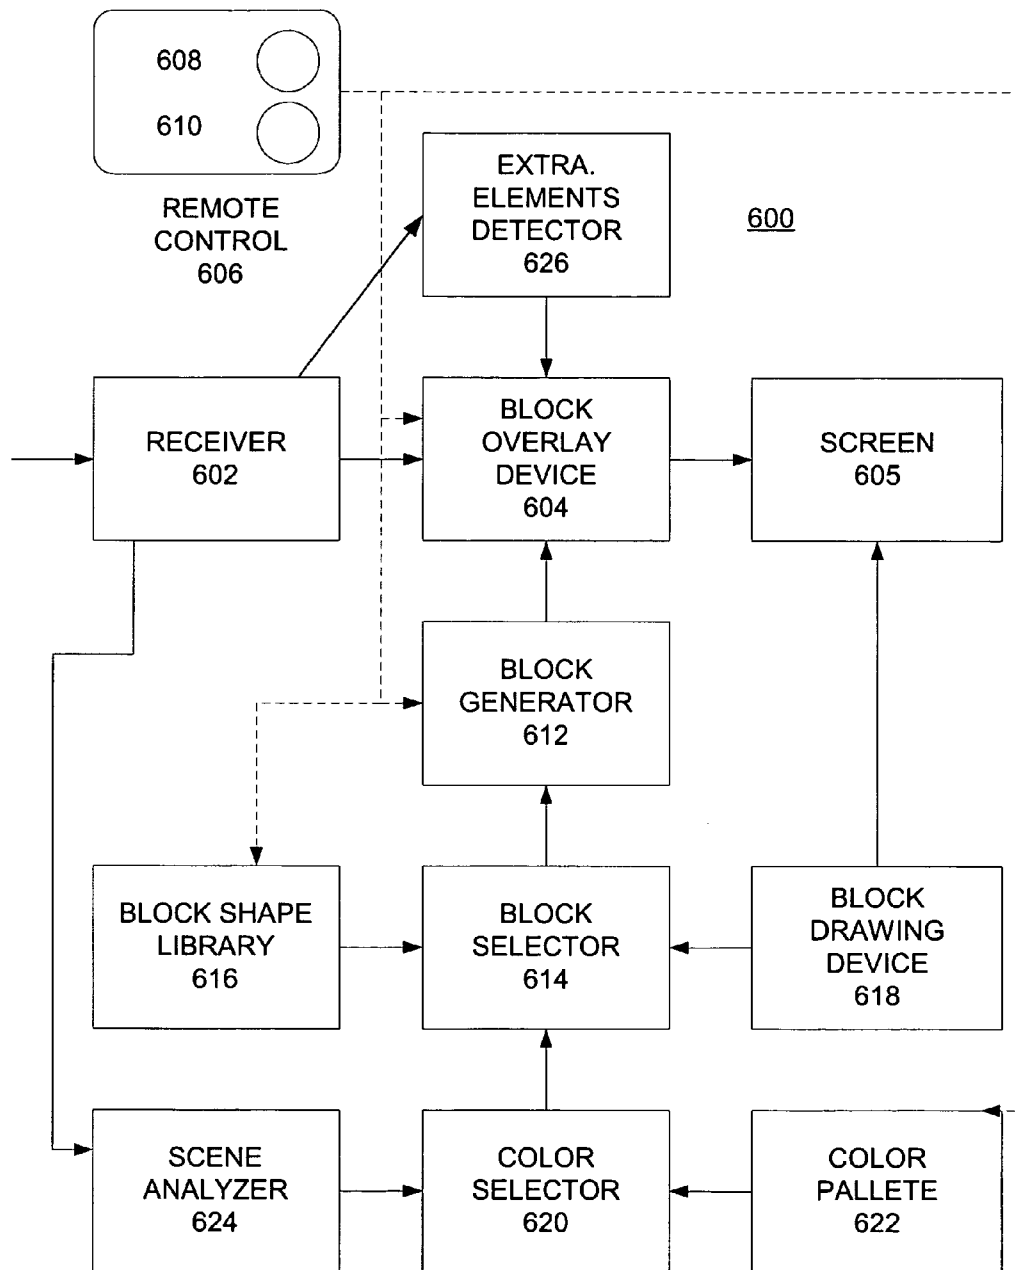 608
610
REMOTE
CONTROL
606
EXTRA.
ELEMENTS
DETECTOR
626
600
RECEIVER
602
BLOCK
OVERLAY
DEVICE
604
SCREEN
605
BLOCK
GENERATOR
612
BLOCK SHAPE
LIBRARY
616
BLOCK
SELECTOR
614
BLOCK
DRAWING
DEVICE
618
SCENE
ANALYZER
624
COLOR
SELECTOR
620
COLOR
PALLETE
622